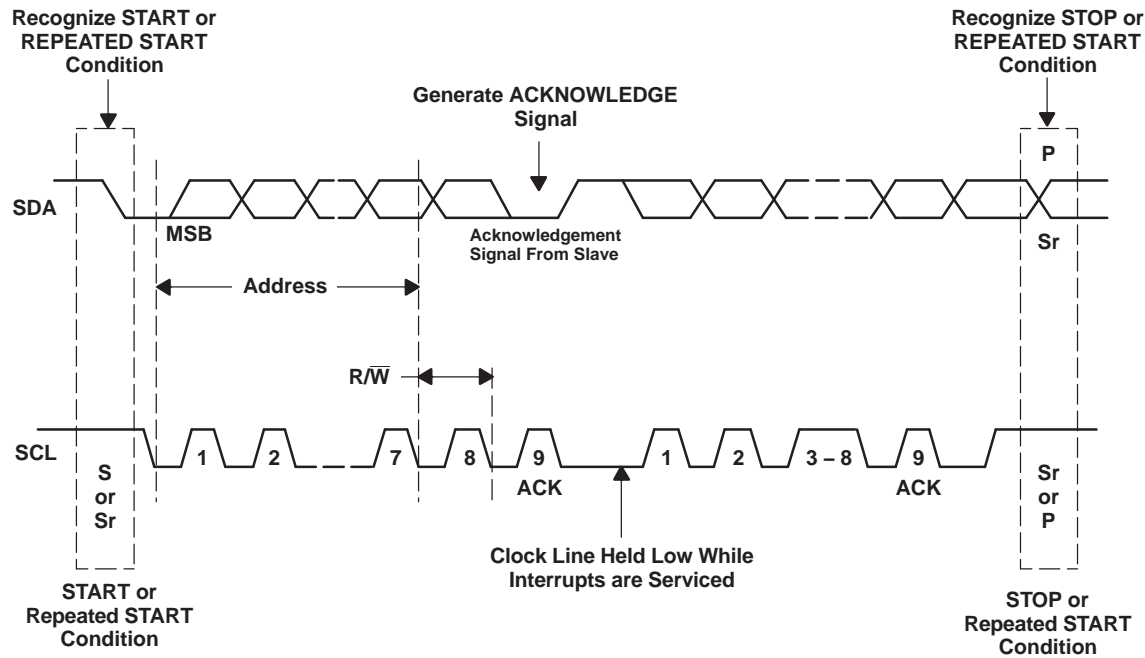 Recognize START or
REPEATED START
Condition
Recognize STOP or
REPEATED START
Condition
Generate ACKNOWLEDGE
Signal
P
SDA
MSB
Acknowledgement
Signal From Slave
Sr
Address
R/W̅
SCL
1
2
7
8
9
1
2
3 – 8
9
ACK
ACK
S
or
Sr
Sr
or
P
Clock Line Held Low While
Interrupts are Serviced
START or
Repeated START
Condition
STOP or
Repeated START
Condition